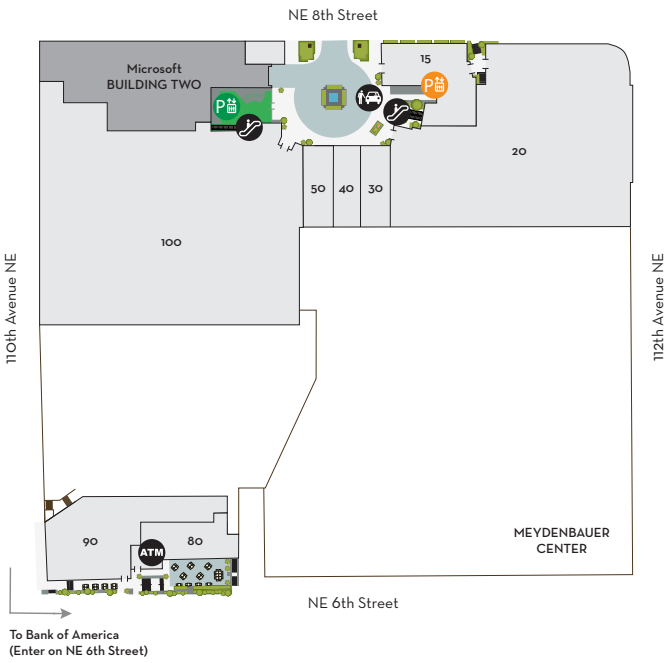 NE 8th Street
Microsoft
BUILDING TWO
15
P
P
20
50
40
30
100
110th Avenue NE
112th Avenue NE
90
ATM
80
MEYDENBAUER
CENTER
NE 6th Street
To Bank of America
(Enter on NE 6th Street)